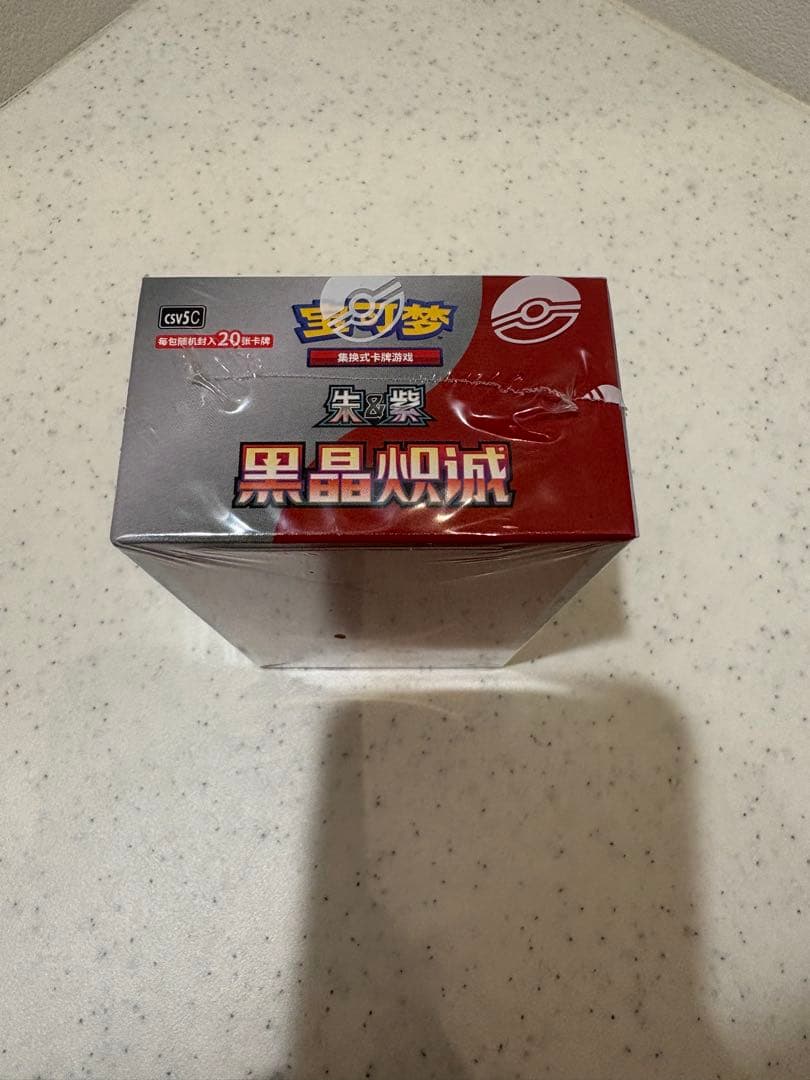 CSV5C
每包随机封入20张卡牌
宝可梦
集换式卡牌游戏
朱&紫
黑晶炽诚